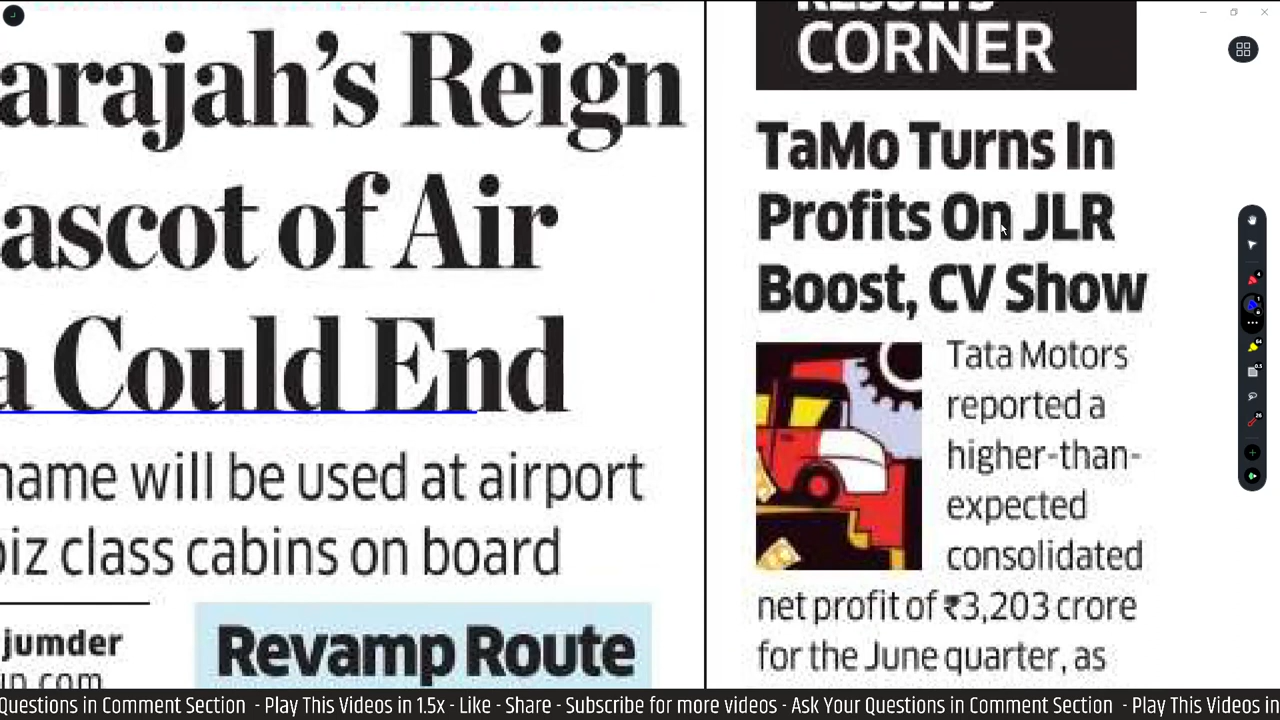 arajah's Reign
ascot of Air
a Could End
name will be used at airport
biz class cabins on board
jumder
Revamp Route
RESULTS
CORNER
TaMo Turns In
Profits On JLR
Boost, CV Show
Tata Motors
reported a
higher-than-
expected
consolidated
net profit of ₹3,203 crore
for the June quarter, as
Questions in Comment Section - Play This Videos in 1.5x - Like - Share - Subscribe for more videos - Ask Your Questions in Comment Section - Play This Videos in